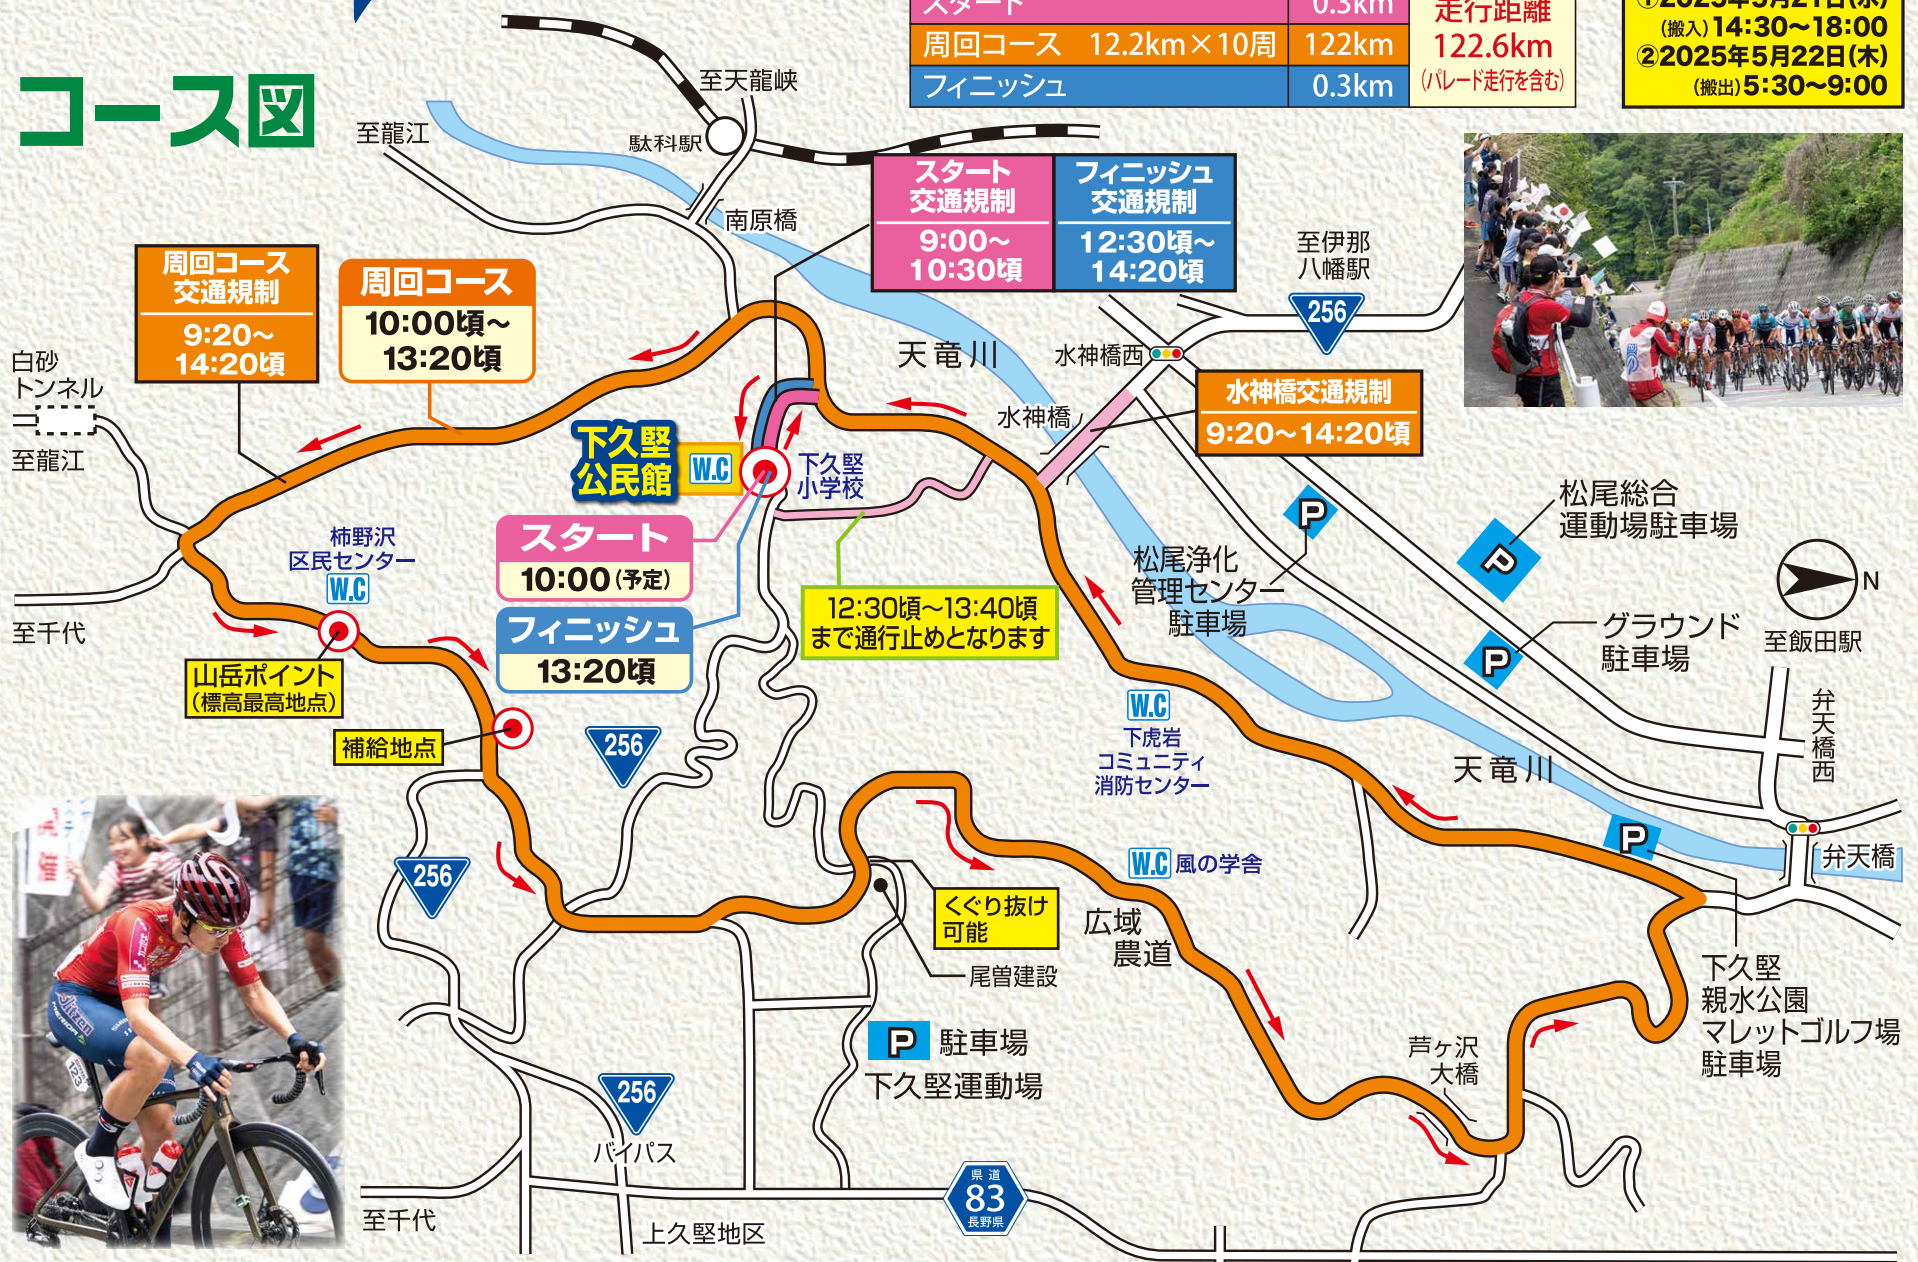 コース図
スタート 0.3km
周回コース 12.2km×10周 122km
フィニッシュ 0.3km
走行距離
122.6km
(パレード走行を含む)
①2025年5月21日(水)
(搬入)14:30〜18:00
②2025年5月22日(木)
(搬出)5:30〜9:00
至天龍峡
至龍江
駄科駅
南原橋
スタート
交通規制
9:00〜
10:30頃
フィニッシュ
交通規制
12:30頃〜
14:20頃
至伊那
八幡駅
256
周回コース
交通規制
9:20〜
14:20頃
周回コース
10:00頃〜
13:20頃
天竜川
水神橋西
水神橋
水神橋交通規制
9:20〜14:20頃
白砂
トンネル
至龍江
下久堅
公民館
W.C
下久堅
小学校
松尾総合
運動場駐車場
P
P
柿野沢
区民センター
W.C
スタート
10:00(予定)
フィニッシュ
13:20頃
12:30頃〜13:40頃
まで通行止めとなります
松尾浄化
管理センター
駐車場
N
グラウンド
駐車場
P
至飯田駅
至千代
山岳ポイント
(標高最高地点)
補給地点
256
W.C
下虎岩
コミュニティ
消防センター
天竜川
弁天橋西
P
弁天橋
256
W.C 風の学舎
くぐり抜け
可能
広域
農道
尾曽建設
下久堅
親水公園
マレットゴルフ場
駐車場
P 駐車場
下久堅運動場
芦ヶ沢
大橋
256
バイパス
県道
83
長野県
至千代
上久堅地区
123